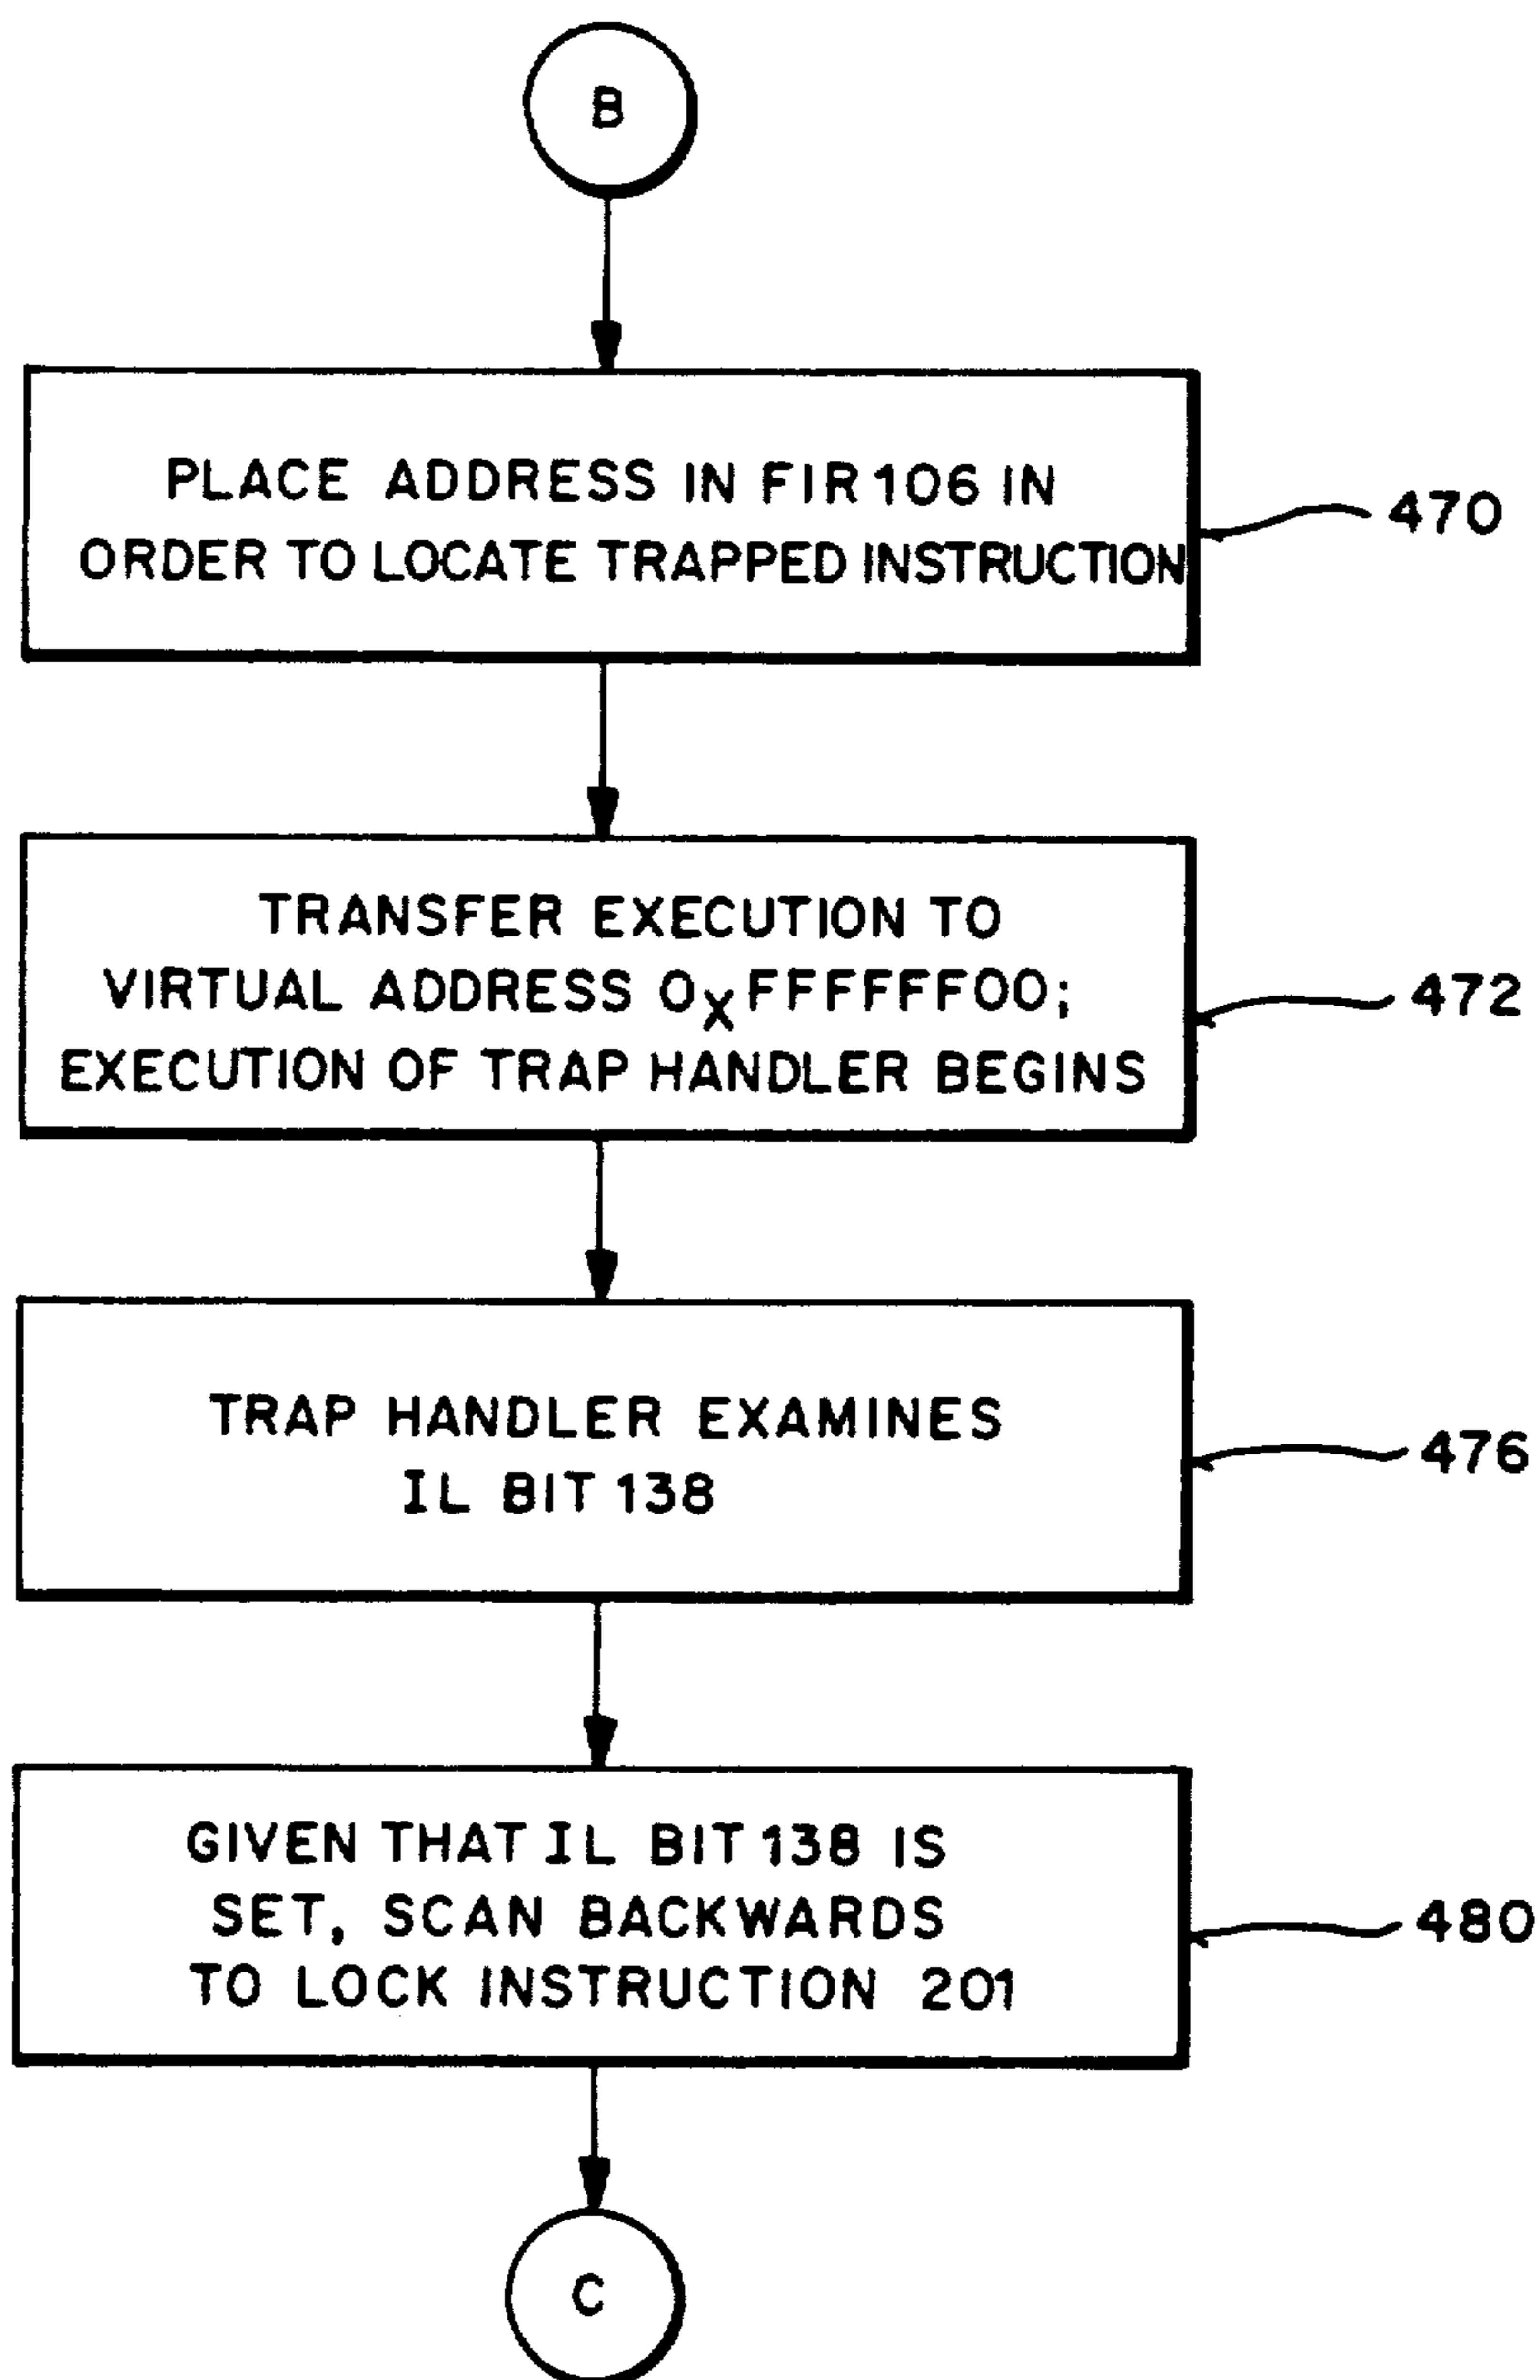 B
PLACE ADDRESS IN FIR 106 IN
ORDER TO LOCATE TRAPPED INSTRUCTION
470
TRANSFER EXECUTION TO
VIRTUAL ADDRESS 0XFFFFFF00;
EXECUTION OF TRAP HANDLER BEGINS
472
TRAP HANDLER EXAMINES
IL BIT 138
476
GIVEN THAT IL BIT 138 IS
SET, SCAN BACKWARDS
TO LOCK INSTRUCTION 201
480
C